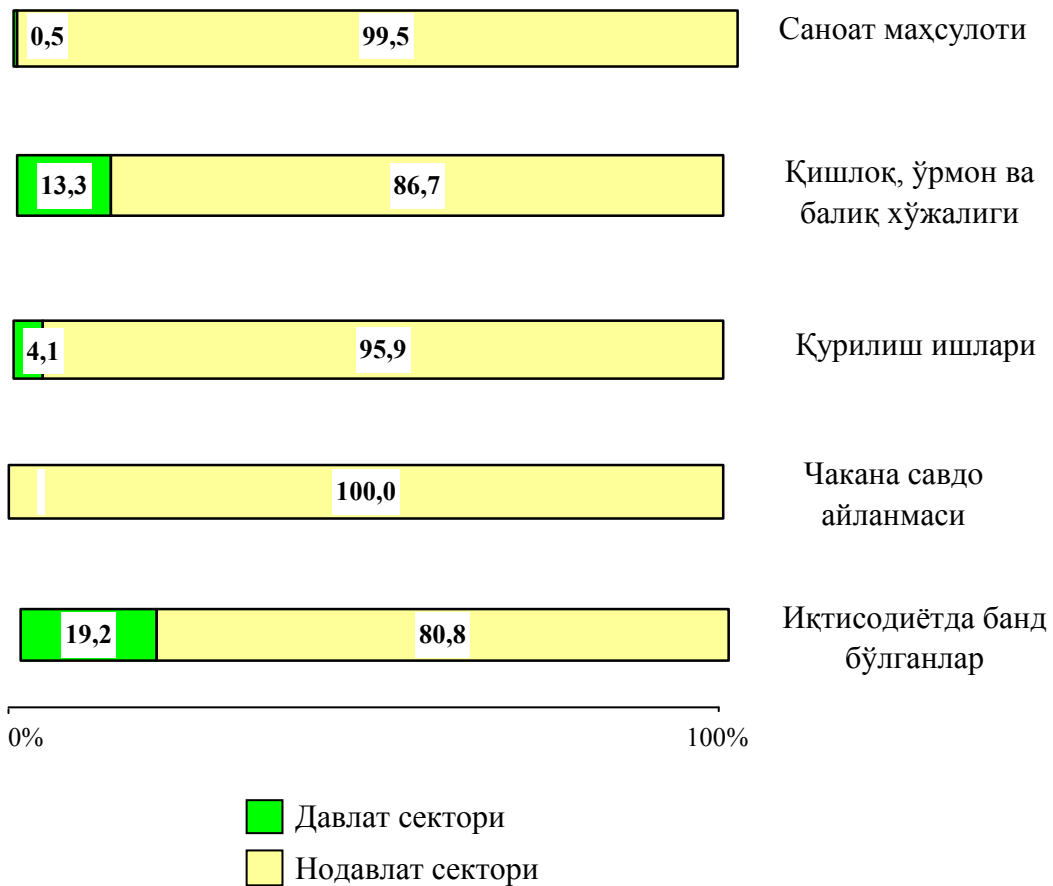 0,5 99,5 Саноат маҳсулоти
13,3 86,7 Қишлоқ, ўрмон ва
балиқ хўжалиги
4,1 95,9 Қурилиш ишлари
100,0 Чакана савдо
айланмаси
19,2 80,8 Иқтисодиётда банд
бўлганлар
0% 100%
Давлат сектори
Нодавлат сектори